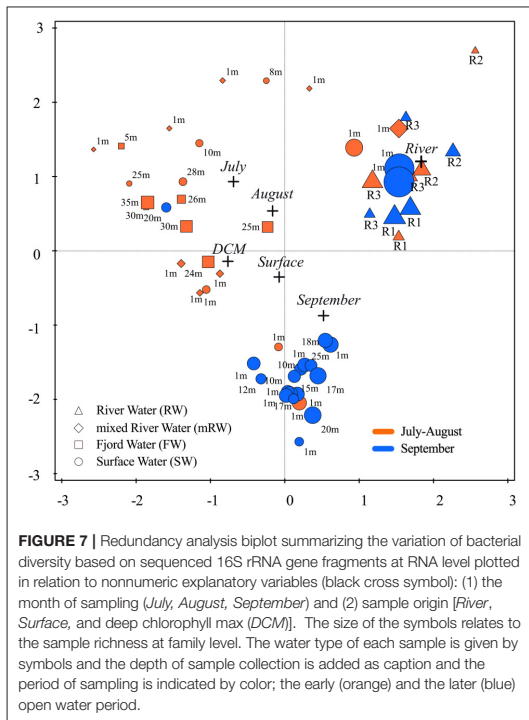 3
R2
1m
8m
1m
2
1m
R3
1m
River
R2
1m
5m
10m
1m
1m
July
28m
25m
August
R3
R3
R2
1
35m
26m
30m
20m
30m
25m
R3
R1
R1
0
DCM
Surface
1m
24m
1m
1m
1m
September
-1
1m
18m
1m
1m
25m
10m
1m
12m
10m
15m
17m
1m
1m
17m
1m
1m
20m
1m
-2
-3
△ River Water (RW)
◇ mixed River Water (mRW)
□ Fjord Water (FW)
○ Surface Water (SW)
July-August
September
-3 -2 -1 0 1 2 3
FIGURE 7 | Redundancy analysis biplot summarizing the variation of bacterial
diversity based on sequenced 16S rRNA gene fragments at RNA level plotted
in relation to nonnumeric explanatory variables (black cross symbol): (1) the
month of sampling (July, August, September) and (2) sample origin [River,
Surface, and deep chlorophyll max (DCM)]. The size of the symbols relates to
the sample richness at family level. The water type of each sample is given by
symbols and the depth of sample collection is added as caption and the
period of sampling is indicated by color; the early (orange) and the later (blue)
open water period.